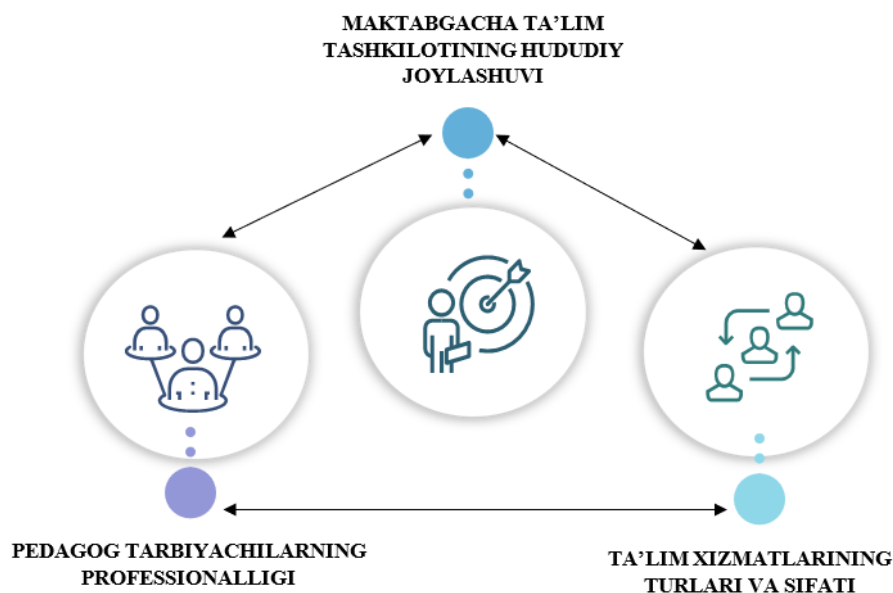 MAKTABGACHA TA’LIM
TASHKILOTINING HUDUDIY
JOYLASHUVI
PEDAGOG TARBIYACHILARNING
PROFESSIONALLIGI
TA’LIM XIZMATLARINING
TURLARI VA SIFATI